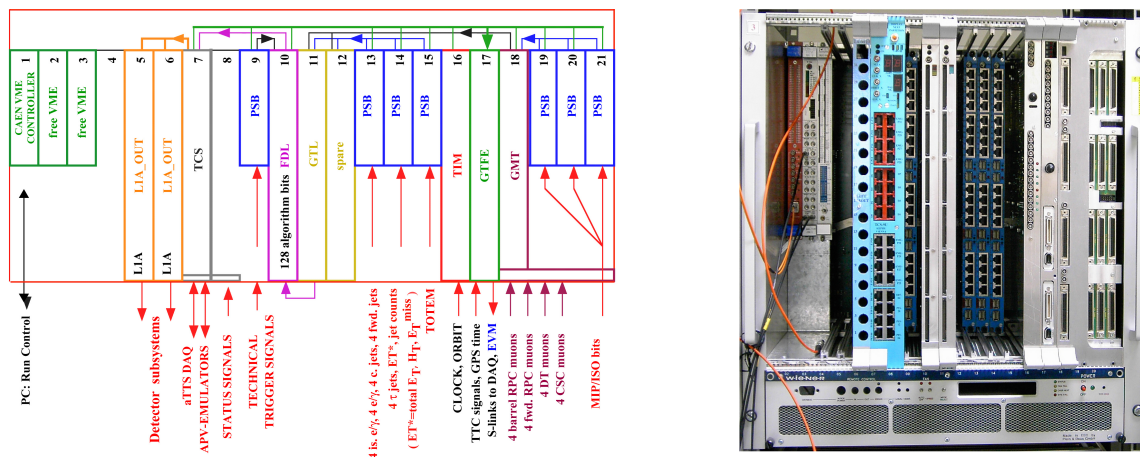 1
2
3
4
5
6
7
8
9
10
11
12
13
14
15
16
17
18
19
20
21
CAEN VME
CONTROLLER
free VME
free VME
L1A_OUT
L1A_OUT
TCS
PSB
FDL
GTL
spare
PSB
PSB
PSB
TIM
GTFE
GMT
PSB
PSB
PSB
L1A
L1A
128 algorithm bits
PC: Run Control
Detector subsystems
aTTS DAQ
APV-EMULATORS
STATUS SIGNALS
TECHNICAL
TRIGGER SIGNALS
4 is. e/γ, 4 e/γ, 4 c. jets, 4 fwd. jets
4 τ jets, ET*, jet counts
( ET*=total ET, HT, ET miss )
TOTEM
CLOCK, ORBIT
TTC signals, GPS time
S-links to DAQ, EVM
4 barrel RPC muons
4 fwd. RPC muons
4 DT muons
4 CSC muons
MIP/ISO bits
WIENER
POWER